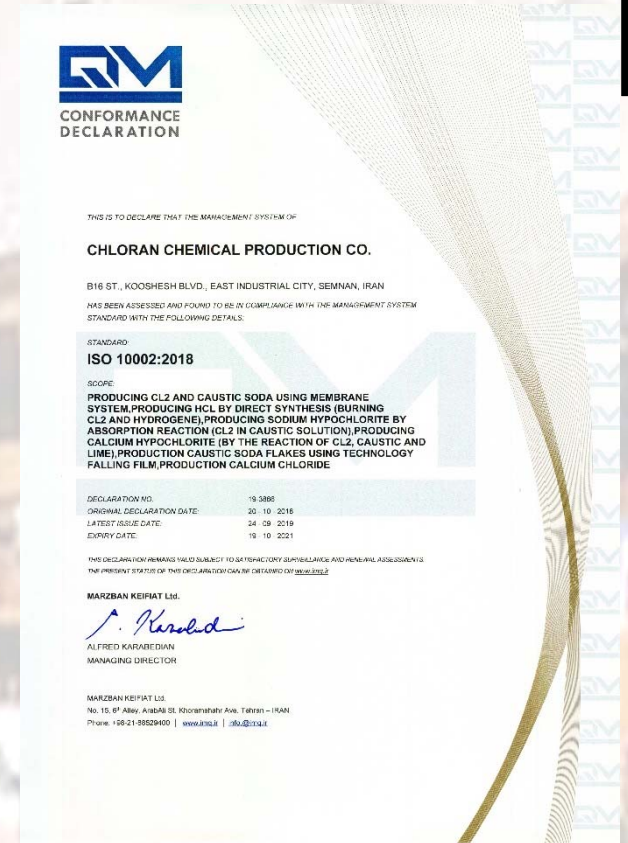 QM
CONFORMANCE
DECLARATION
THIS IS TO DECLARE THAT THE MANAGEMENT SYSTEM OF
CHLORAN CHEMICAL PRODUCTION CO.
B16 ST., KOOSHESH BLVD., EAST INDUSTRIAL CITY, SEMNAN, IRAN
HAS BEEN ASSESSED AND FOUND TO BE IN COMPLIANCE WITH THE MANAGEMENT SYSTEM
STANDARD WITH THE FOLLOWING DETAILS:
STANDARD:
ISO 10002:2018
SCOPE:
PRODUCING CL2 AND CAUSTIC SODA USING MEMBRANE
SYSTEM,PRODUCING HCL BY DIRECT SYNTHESIS (BURNING
CL2 AND HYDROGENE),PRODUCING SODIUM HYPOCHLORITE BY
ABSORPTION REACTION (CL2 IN CAUSTIC SOLUTION),PRODUCING
CALCIUM HYPOCHLORITE (BY THE REACTION OF CL2, CAUSTIC AND
LIME),PRODUCTION CAUSTIC SODA FLAKES USING TECHNOLOGY
FALLING FILM,PRODUCTION CALCIUM CHLORIDE
DECLARATION NO. 19-3866
ORIGINAL DECLARATION DATE: 20 - 10 - 2016
LATEST ISSUE DATE: 24 - 09 - 2019
EXPIRY DATE: 19 - 10 - 2021
THIS DECLARATION REMAINS VALID SUBJECT TO SATISFACTORY SURVEILLANCE AND RENEWAL ASSESSMENTS.
THE PRESENT STATUS OF THIS DECLARATION CAN BE OBTAINED ON www.imq.ir
MARZBAN KEIFIAT Ltd.
ALFRED KARABEDIAN
MANAGING DIRECTOR
MARZBAN KEIFIAT Ltd.
No. 15, 6th Alley, ArabAli St. Khoramshahr Ave. Tehran – IRAN
Phone: +98-21-88529400 | www.imq.ir | info@imq.ir